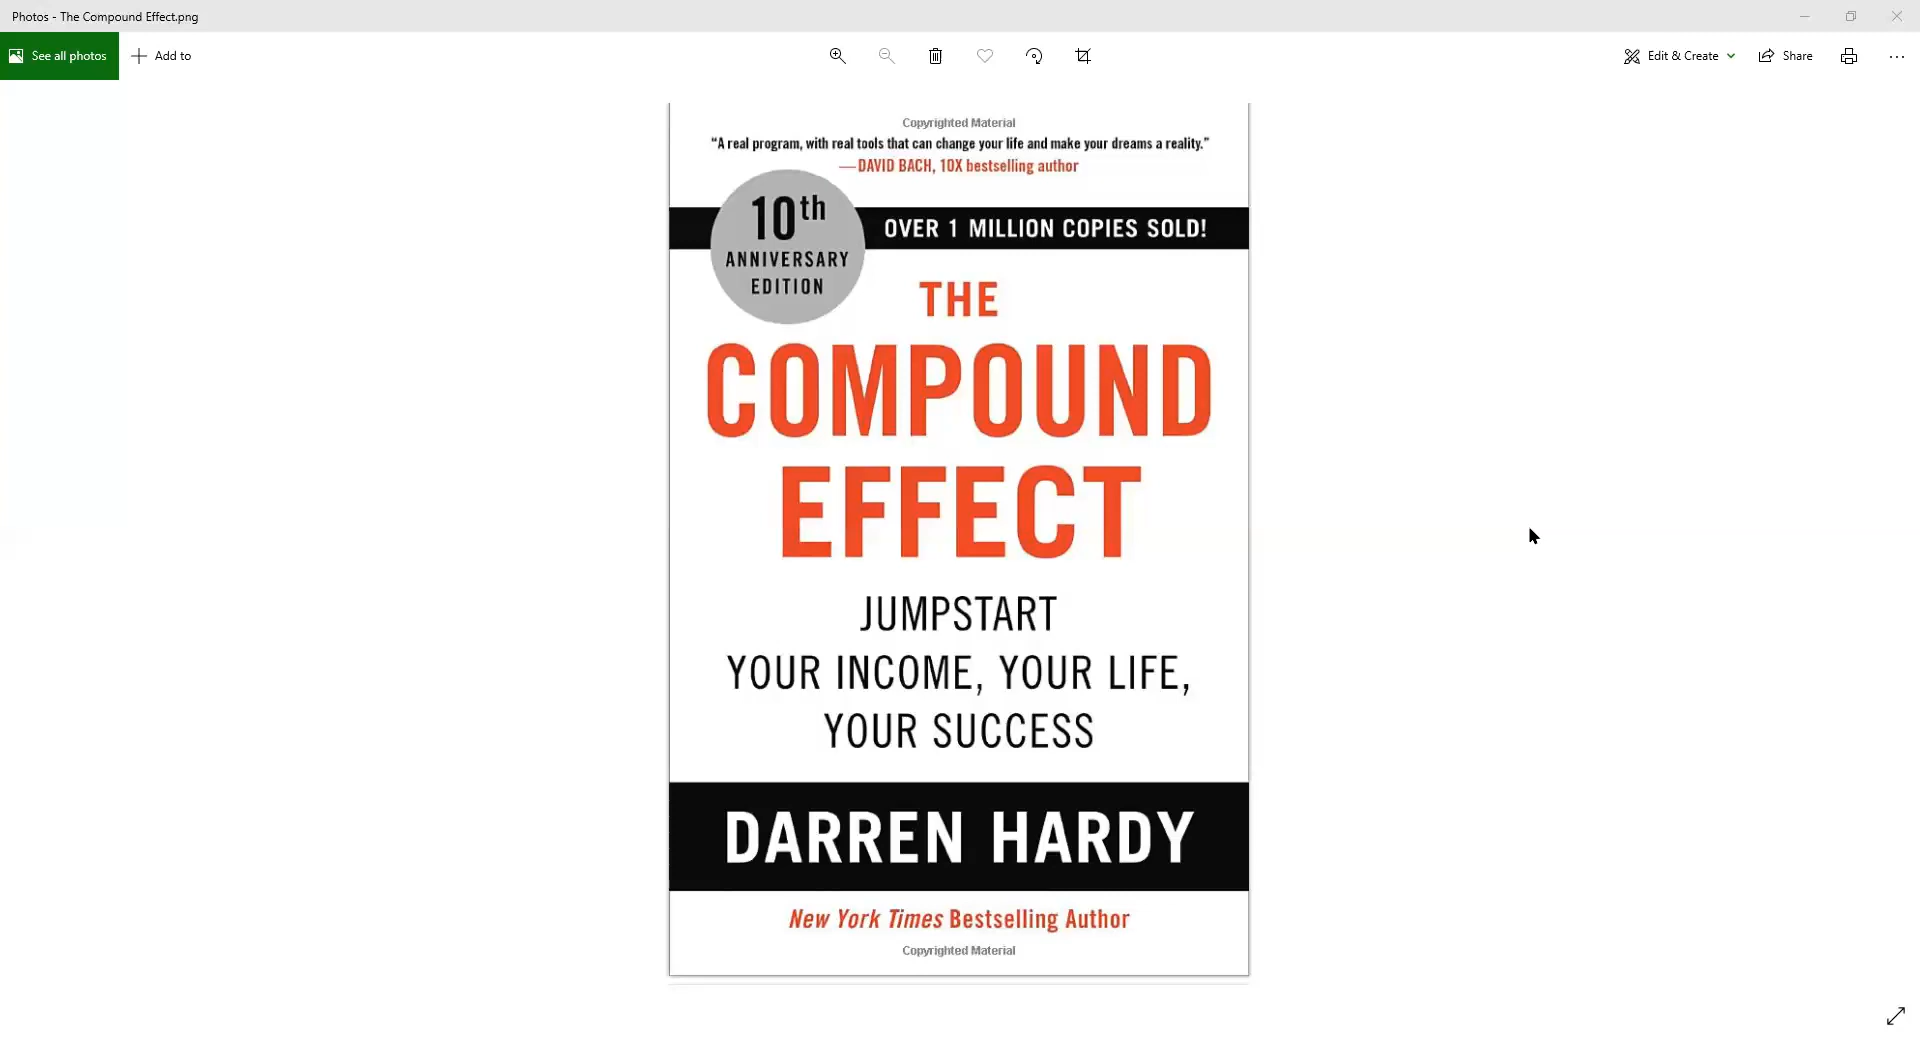 Photos - The Compound Effect.png
See all photos
Add to
Edit & Create
Share
Copyrighted Material
"A real program, with real tools that can change your life and make your dreams a reality."
—DAVID BACH, 10X bestselling author
10th
ANNIVERSARY
EDITION
OVER 1 MILLION COPIES SOLD!
THE
COMPOUND
EFFECT
JUMPSTART
YOUR INCOME, YOUR LIFE,
YOUR SUCCESS
DARREN HARDY
New York Times Bestselling Author
Copyrighted Material